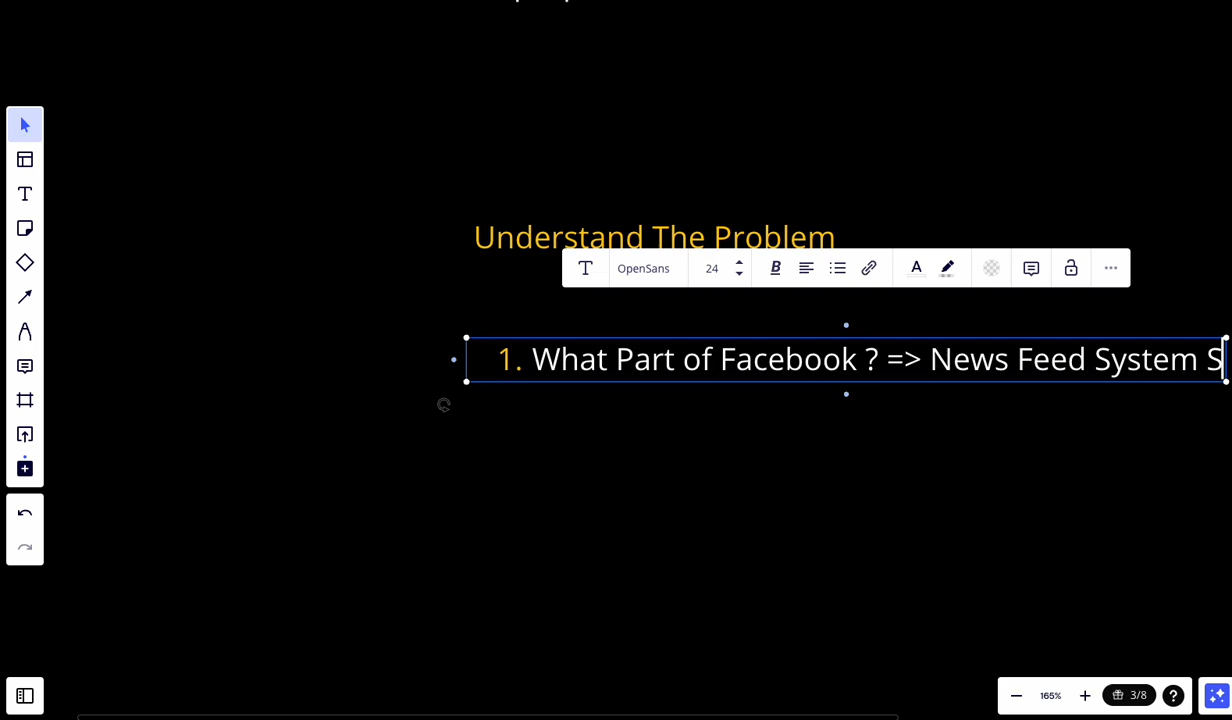 Understand The Problem
OpenSans 24
1. What Part of Facebook ? => News Feed System S
165% 3/8